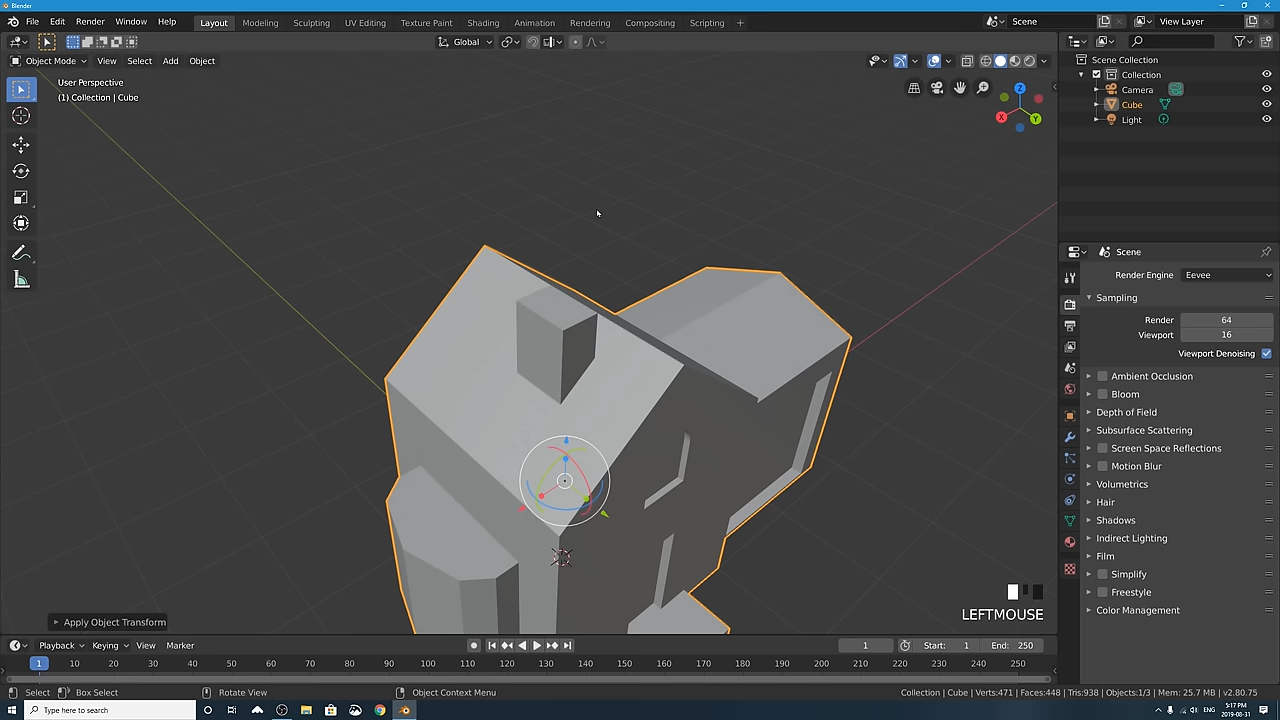 Blender
File Edit Render Window Help Layout Modeling Sculpting UV Editing Texture Paint Shading Animation Rendering Compositing Scripting + Scene View Layer
Global
Object Mode View Select Add Object
User Perspective
(1) Collection | Cube
Z
X Y
Scene Collection
Collection
Camera
Cube
Light
Scene
Render Engine Eevee
Sampling
Render 64
Viewport 16
Viewport Denoising
Ambient Occlusion
Bloom
Depth of Field
Subsurface Scattering
Screen Space Reflections
Motion Blur
Volumetrics
Hair
Shadows
Indirect Lighting
Film
Simplify
Freestyle
Color Management
LEFTMOUSE
Apply Object Transform
Playback Keying View Marker 1 Start: 1 End: 250
1 10 20 30 40 50 60 70 80 90 100 110 120 130 140 150 160 170 180 190 200 210 220 230 240 250
Select Box Select Rotate View Object Context Menu Collection | Cube | Verts:471 | Faces:448 | Tris:938 | Objects:1/3 | Mem: 25.7 MB | v2.80.75
Type here to search ENG 5:17 PM
2019-08-31